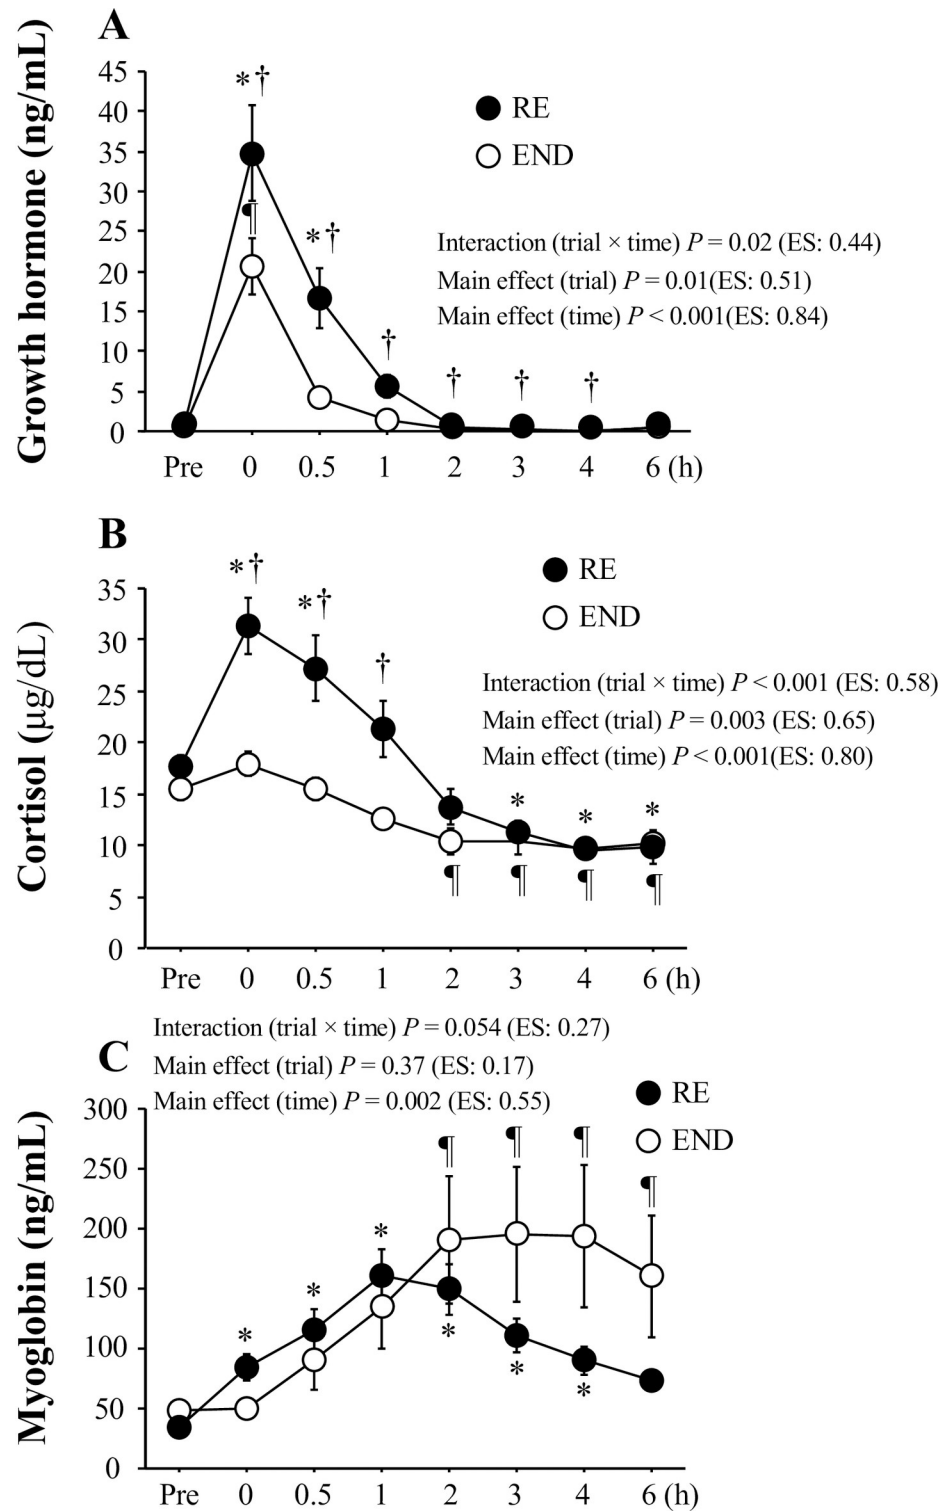 A
Growth hormone (ng/mL)
45
40
35
30
25
20
15
10
5
0
*†
¶
*†
†
†
†
†
RE
END
Interaction (trial × time) P = 0.02 (ES: 0.44)
Main effect (trial) P = 0.01(ES: 0.51)
Main effect (time) P < 0.001(ES: 0.84)
Pre 0 0.5 1 2 3 4 6 (h)
B
Cortisol (μg/dL)
35
30
25
20
15
10
5
0
*†
*†
†
* * *
¶ ¶ ¶ ¶
RE
END
Interaction (trial × time) P < 0.001 (ES: 0.58)
Main effect (trial) P = 0.003 (ES: 0.65)
Main effect (time) P < 0.001(ES: 0.80)
Pre 0 0.5 1 2 3 4 6 (h)
C
Interaction (trial × time) P = 0.054 (ES: 0.27)
Main effect (trial) P = 0.37 (ES: 0.17)
Main effect (time) P = 0.002 (ES: 0.55)
Myoglobin (ng/mL)
300
250
200
150
100
50
0
RE
END
¶ ¶ ¶ ¶
* * * * * *
Pre 0 0.5 1 2 3 4 6 (h)